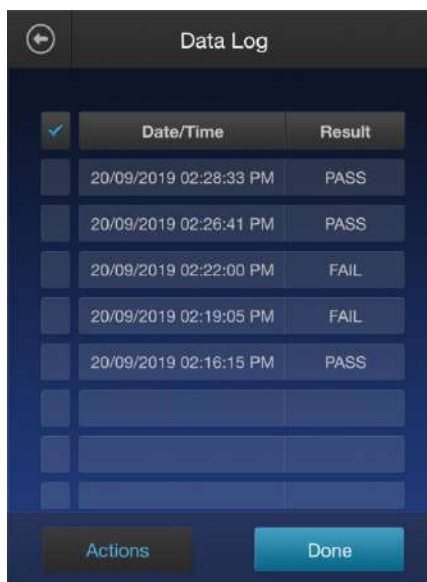 Data Log
Date/Time Result
20/09/2019 02:28:33 PM PASS
20/09/2019 02:26:41 PM PASS
20/09/2019 02:22:00 PM FAIL
20/09/2019 02:19:05 PM FAIL
20/09/2019 02:16:15 PM PASS
Actions Done